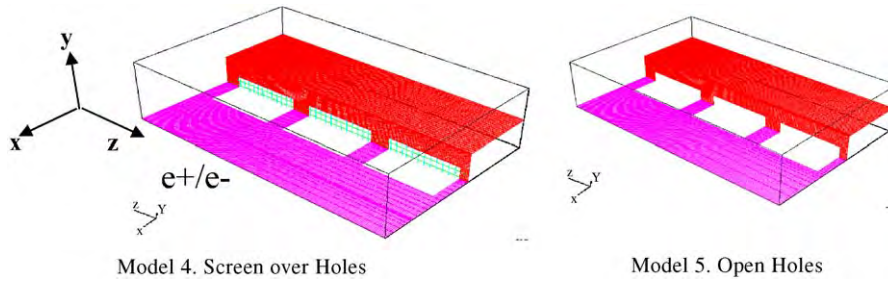 y
x
z
e+/e-
z
Y
x
z
Y
x
Model 4. Screen over Holes
Model 5. Open Holes